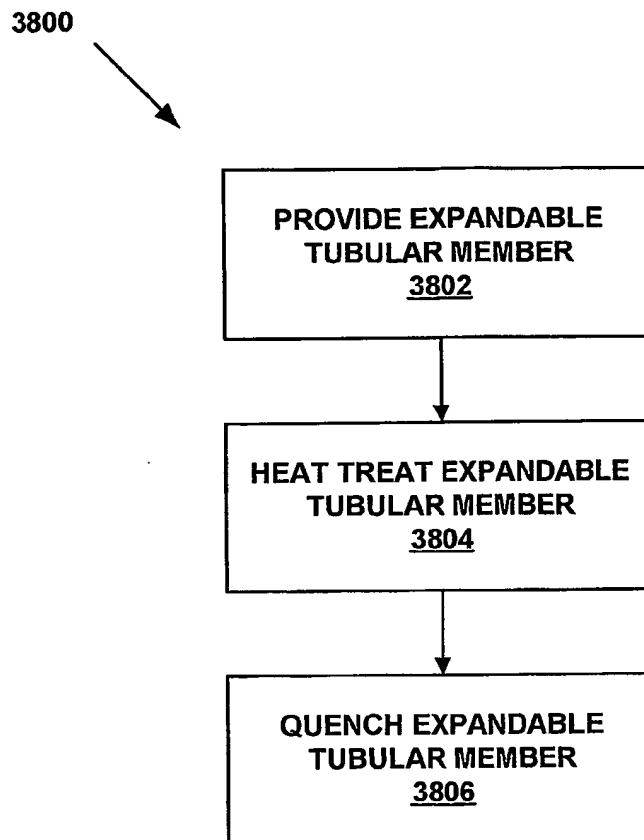 3800
PROVIDE EXPANDABLE
TUBULAR MEMBER
3802
HEAT TREAT EXPANDABLE
TUBULAR MEMBER
3804
QUENCH EXPANDABLE
TUBULAR MEMBER
3806